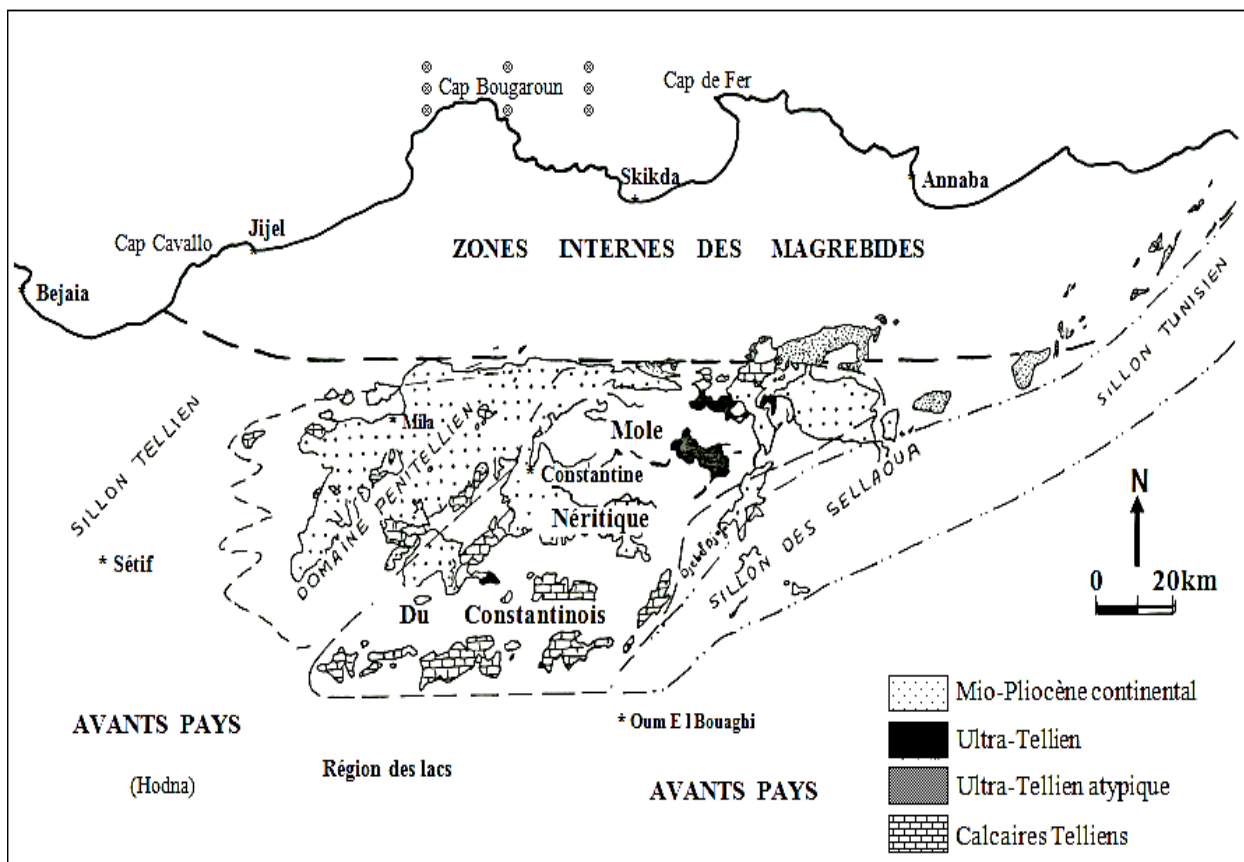 Cap Bougaroun
Cap de Fer
Skikda
Annaba
Jijel
Cap Cavallo
ZONES INTERNES DES MAGREBIDES
Bejaia
SILLON TUNISIEN
SILLON TELLIEN
Mila
Mole
DOMAINE PENITELLIEN
Constantine
Néritique
SILLON DES SELLAOUA
Sétif
Du Constantinois
N
0 20km
AVANTS PAYS
(Hodna)
Oum E l Bouaghi
Région des lacs
AVANTS PAYS
Mio-Pliocène continental
Ultra-Tellien
Ultra-Tellien atypique
Calcaires Telliens